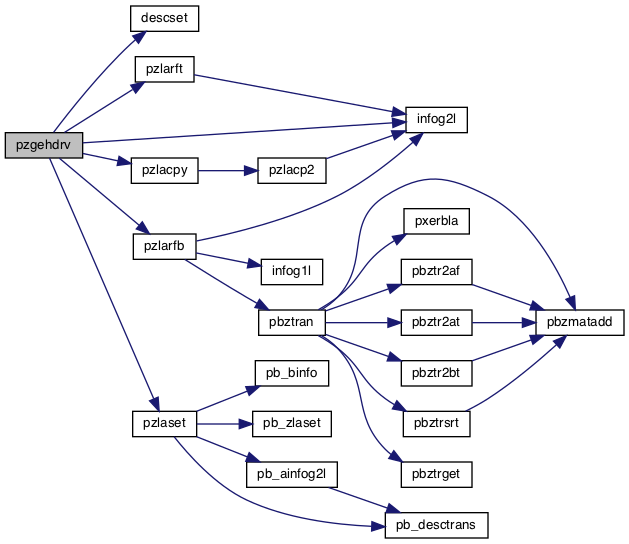 descset
pzlarft
infog2l
pzgehdrv
pzlacpy
pzlacp2
pxerbla
pzlarfb
infog1l
pbztr2af
pbztran
pbztr2at
pbzmatadd
pb_binfo
pbztr2bt
pzlaset
pb_zlaset
pbztrsrt
pb_ainfog2l
pbztrget
pb_desctrans